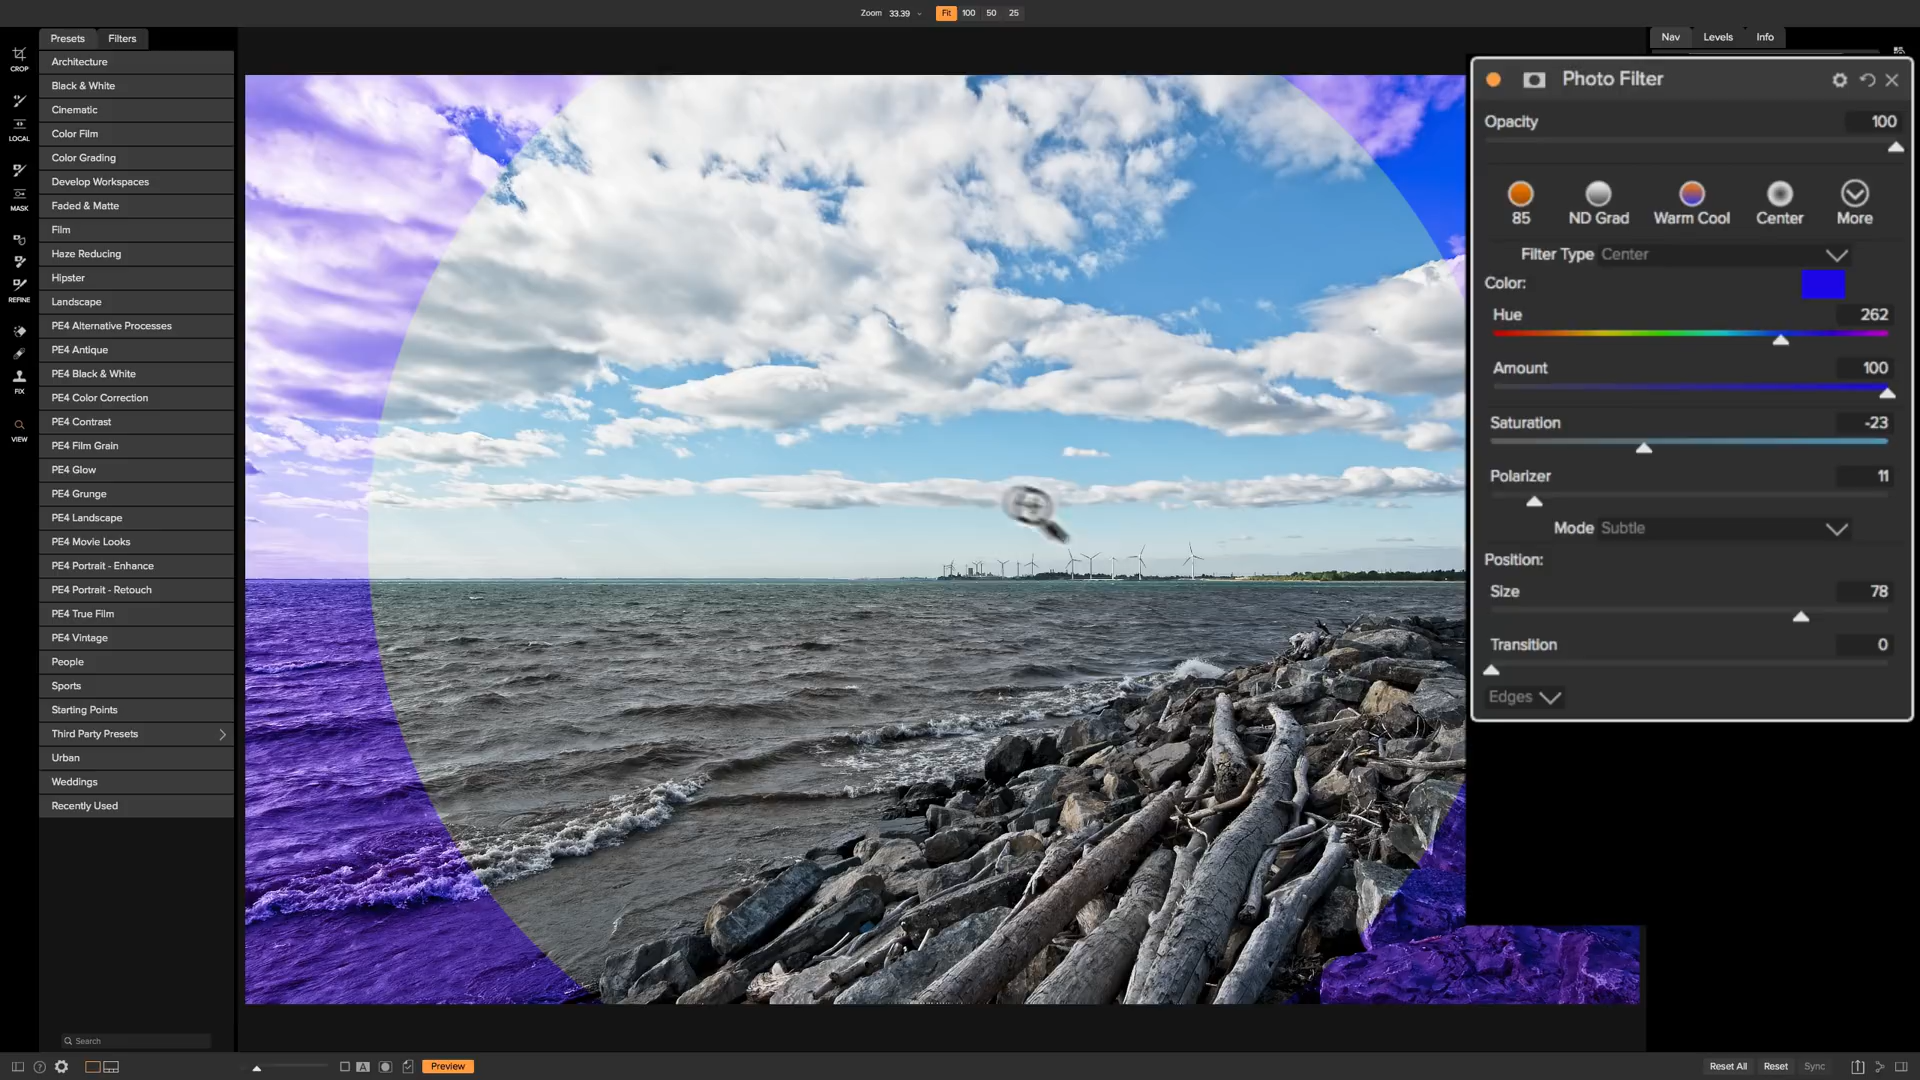 Zoom 33.39 Fit 100 50 25
Presets Filters
Nav Levels Info
CROP
LOCAL
MASK
REFINE
FIX
VIEW
Architecture
Black & White
Cinematic
Color Film
Color Grading
Develop Workspaces
Faded & Matte
Film
Haze Reducing
Hipster
Landscape
PE4 Alternative Processes
PE4 Antique
PE4 Black & White
PE4 Color Correction
PE4 Contrast
PE4 Film Grain
PE4 Glow
PE4 Grunge
PE4 Landscape
PE4 Movie Looks
PE4 Portrait - Enhance
PE4 Portrait - Retouch
PE4 True Film
PE4 Vintage
People
Sports
Starting Points
Third Party Presets
Urban
Weddings
Recently Used
Search
Photo Filter
Opacity 100
85 ND Grad Warm Cool Center More
Filter Type Center
Color:
Hue 262
Amount 100
Saturation -23
Polarizer 11
Mode Subtle
Position:
Size 78
Transition 0
Edges
? A Preview Reset All Reset Sync